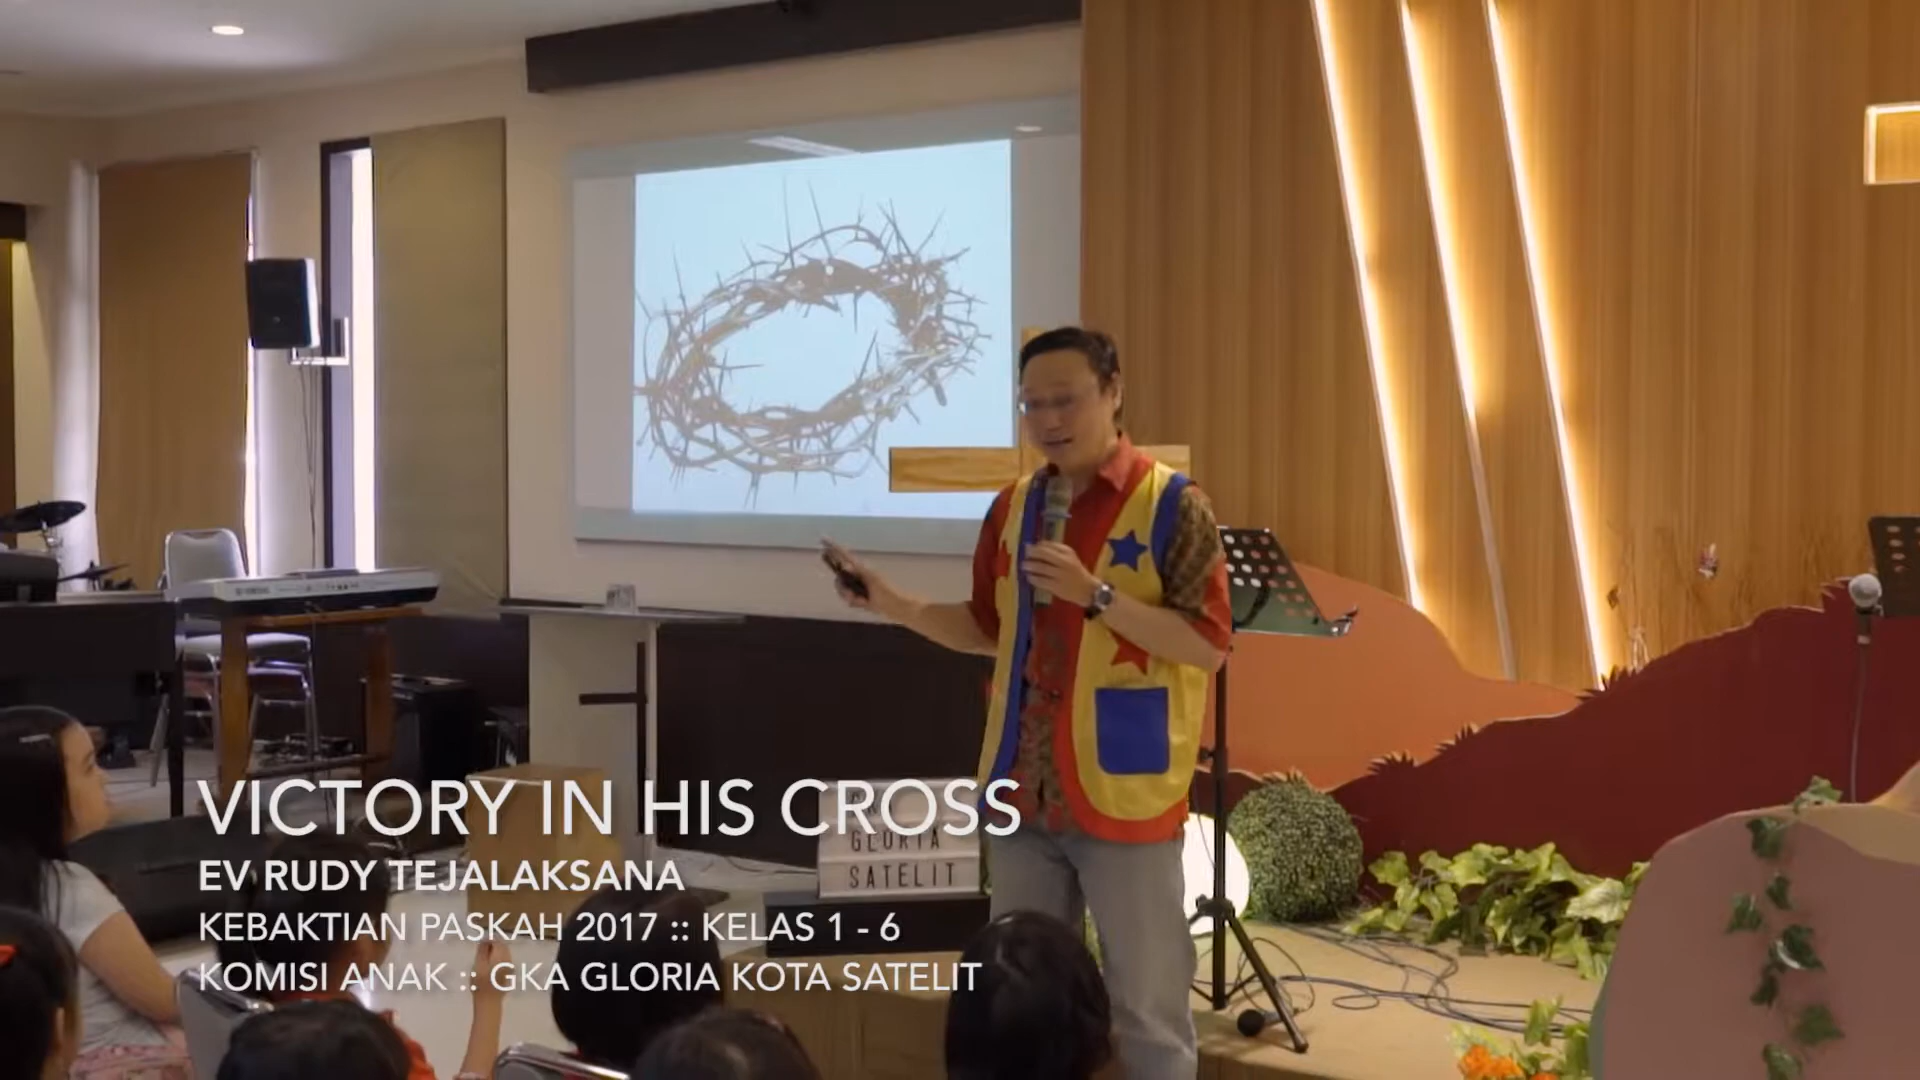 VICTORY IN HIS CROSS
GLORIA
EV RUDY TEJALAKSANA
SATELIT
KEBAKTIAN PASKAH 2017 :: KELAS 1 - 6
KOMISI ANAK :: GKA GLORIA KOTA SATELIT